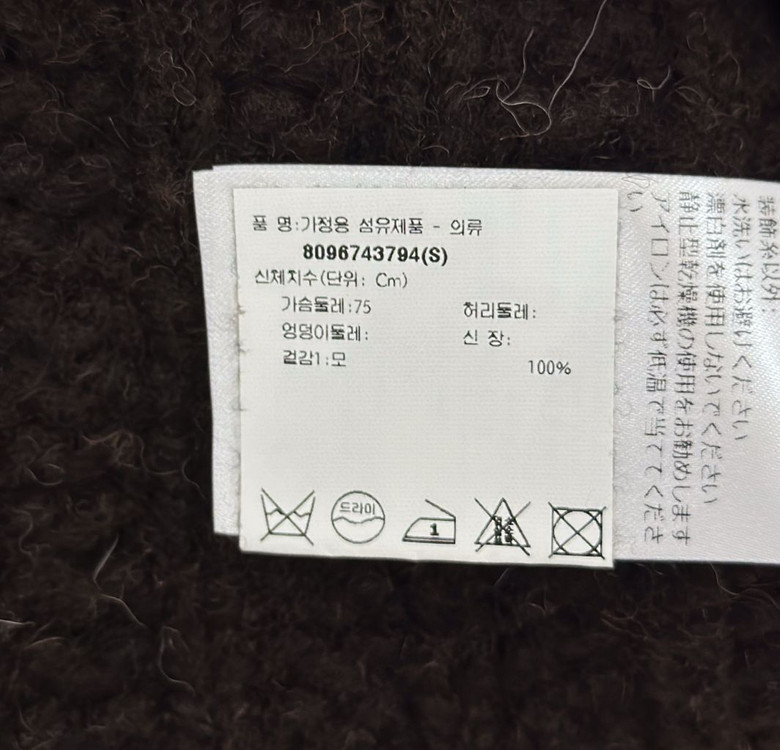 품 명:가정용 섬유제품 - 의류
8096743794(S)
신체치수(단위: Cm)
가슴둘레:75 허리둘레:
엉덩이둘레: 신 장:
겉감1:모 100%
드라이
1
装飾糸以外:
水洗いはお避けください
漂白剤を使用しないでください
静止型乾燥機の使用をお勧めします
アイロンは必ず低温で当ててくださ
い